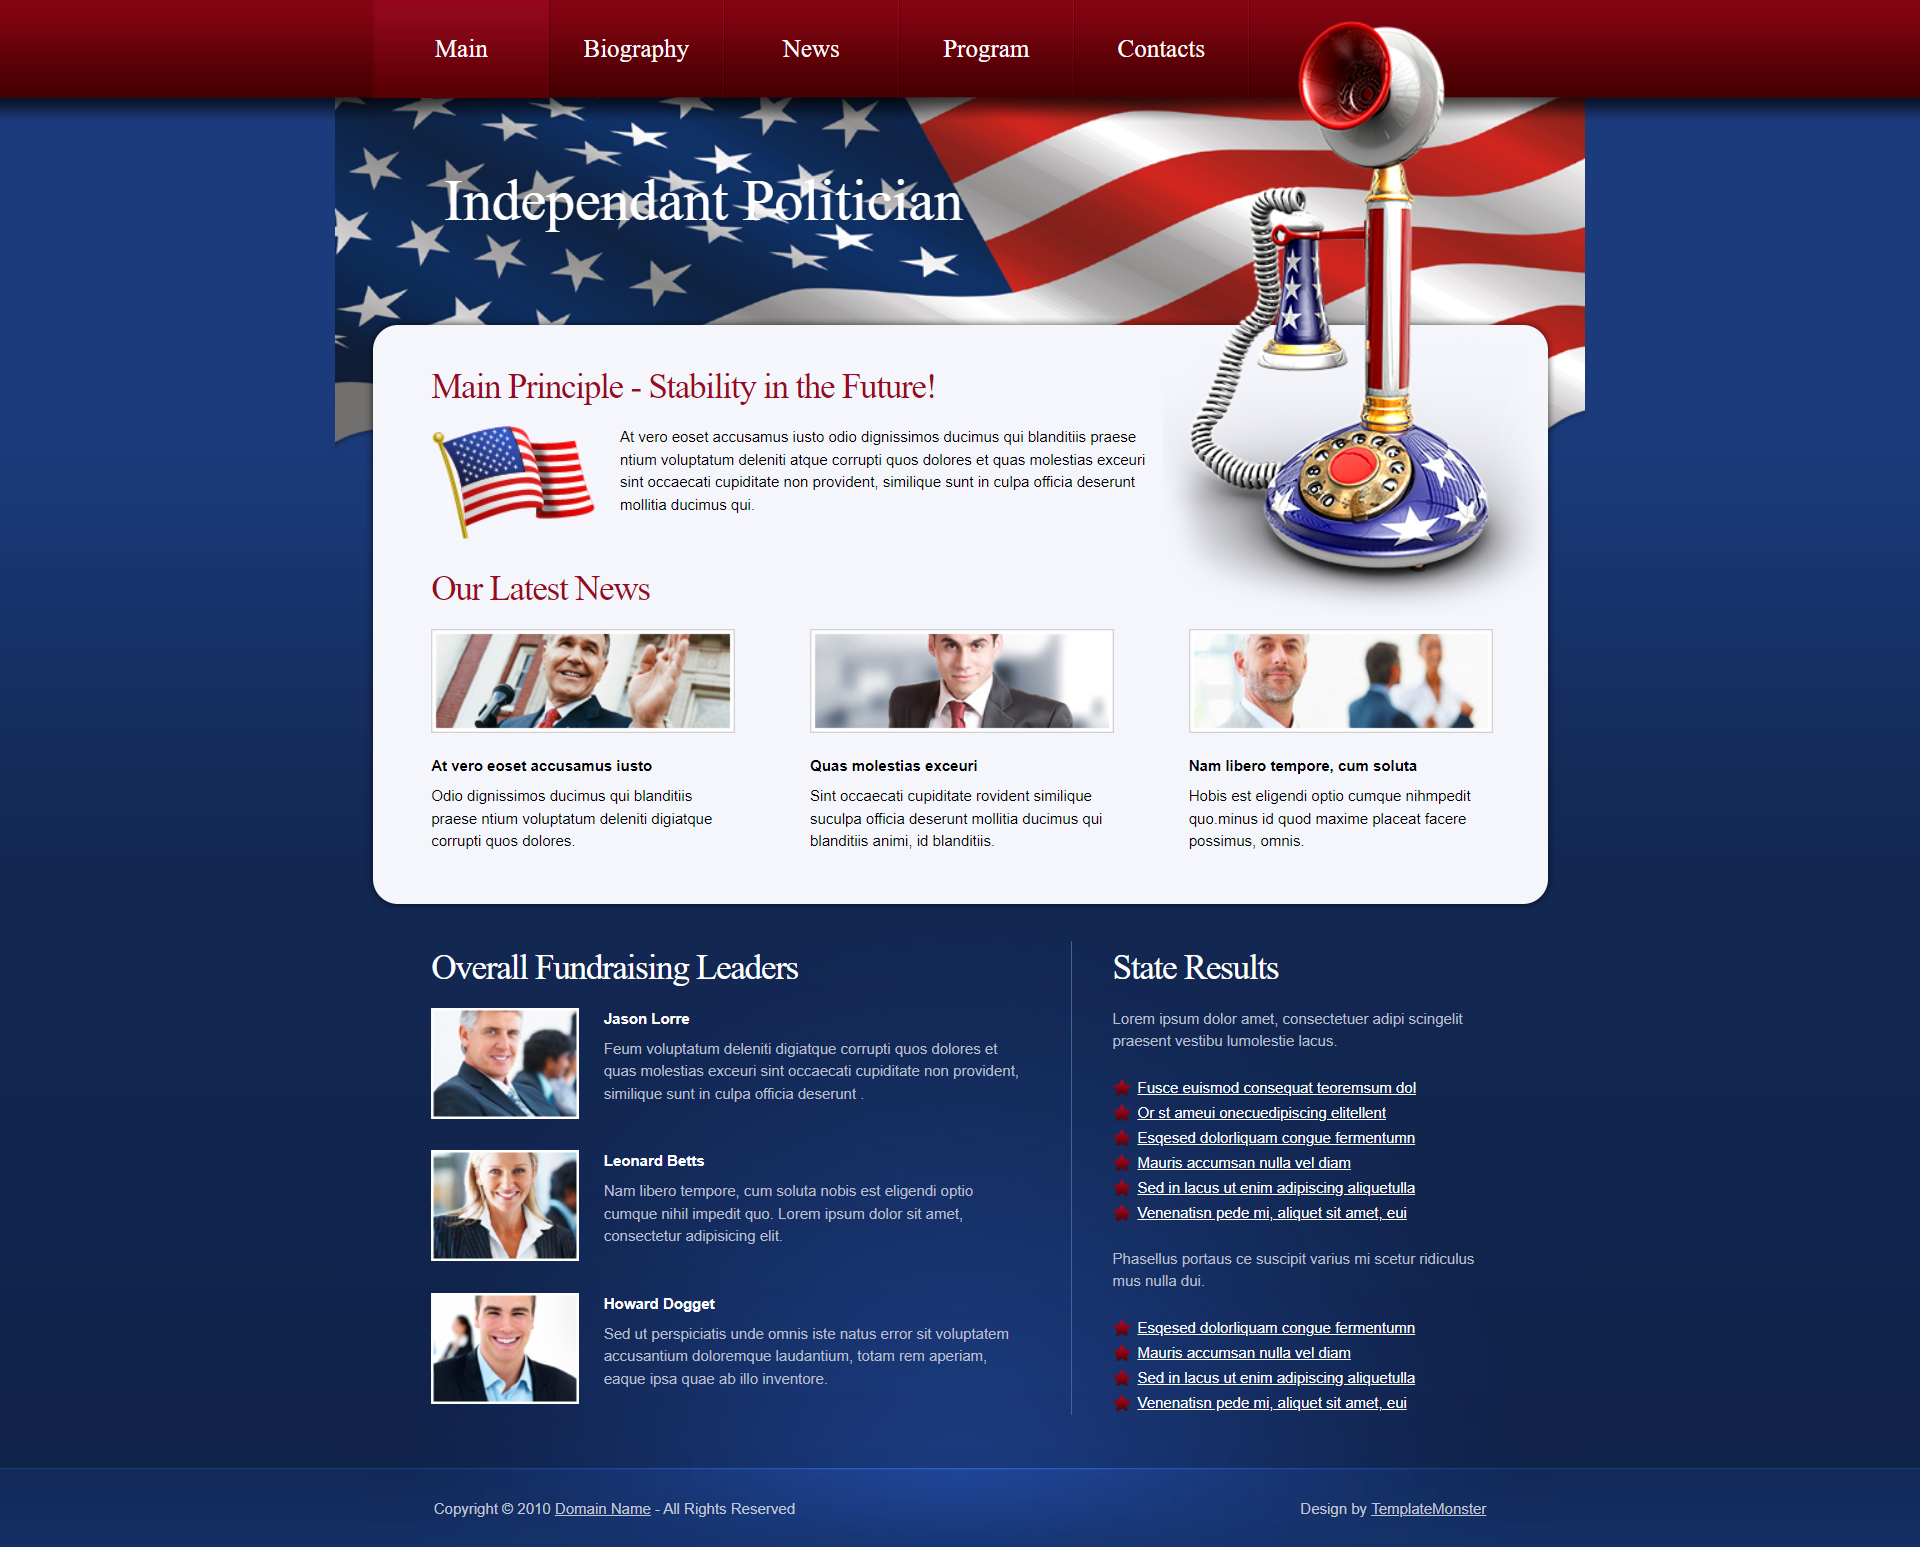 Main
Biography
News
Program
Contacts
Independant Politician
Main Principle - Stability in the Future!
At vero eoset accusamus iusto odio dignissimos ducimus qui blanditiis praese
ntium voluptatum deleniti atque corrupti quos dolores et quas molestias exceuri
sint occaecati cupiditate non provident, similique sunt in culpa officia deserunt
mollitia ducimus qui.
Our Latest News
At vero eoset accusamus iusto
Odio dignissimos ducimus qui blanditiis
praese ntium voluptatum deleniti digiatque
corrupti quos dolores.
Quas molestias exceuri
Sint occaecati cupiditate rovident similique
suculpa officia deserunt mollitia ducimus qui
blanditiis animi, id blanditiis.
Nam libero tempore, cum soluta
Hobis est eligendi optio cumque nihmpedit
quo.minus id quod maxime placeat facere
possimus, omnis.
Overall Fundraising Leaders
Jason Lorre
Feum voluptatum deleniti digiatque corrupti quos dolores et
quas molestias exceuri sint occaecati cupiditate non provident,
similique sunt in culpa officia deserunt .
Leonard Betts
Nam libero tempore, cum soluta nobis est eligendi optio
cumque nihil impedit quo. Lorem ipsum dolor sit amet,
consectetur adipisicing elit.
Howard Dogget
Sed ut perspiciatis unde omnis iste natus error sit voluptatem
accusantium doloremque laudantium, totam rem aperiam,
eaque ipsa quae ab illo inventore.
State Results
Lorem ipsum dolor amet, consectetuer adipi scingelit
praesent vestibu lumolestie lacus.
Fusce euismod consequat teoremsum dol
Or st ameui onecuedipiscing elitellent
Esqesed dolorliquam congue fermentumn
Mauris accumsan nulla vel diam
Sed in lacus ut enim adipiscing aliquetulla
Venenatisn pede mi, aliquet sit amet, eui
Phasellus portaus ce suscipit varius mi scetur ridiculus
mus nulla dui.
Esqesed dolorliquam congue fermentumn
Mauris accumsan nulla vel diam
Sed in lacus ut enim adipiscing aliquetulla
Venenatisn pede mi, aliquet sit amet, eui
Copyright © 2010 Domain Name - All Rights Reserved
Design by TemplateMonster